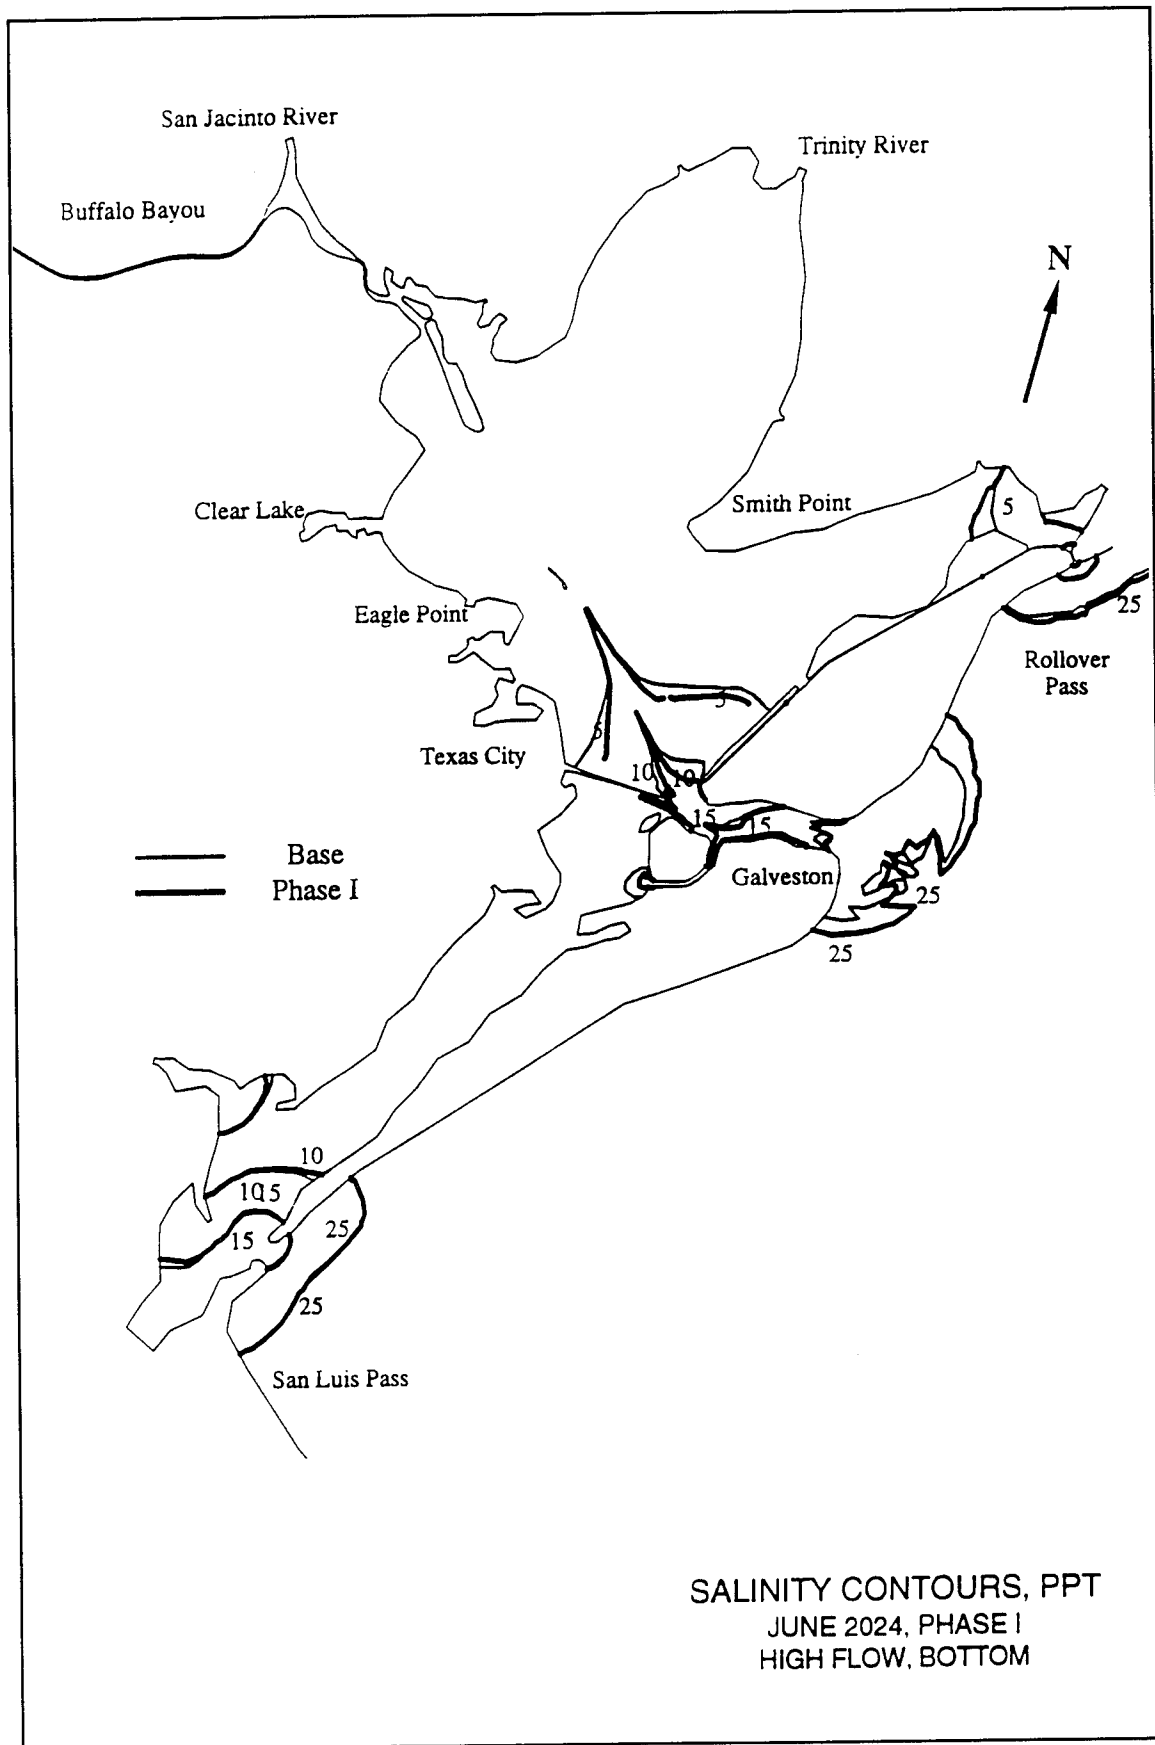 San Jacinto River
Trinity River
Buffalo Bayou
N
Smith Point
5
Clear Lake
25
Eagle Point
Rollover
Pass
5
5
Texas City
10
10
15
15
Base
Phase I
Galveston
25
25
10
10
15
15
25
25
San Luis Pass
SALINITY CONTOURS, PPT
JUNE 2024, PHASE I
HIGH FLOW, BOTTOM